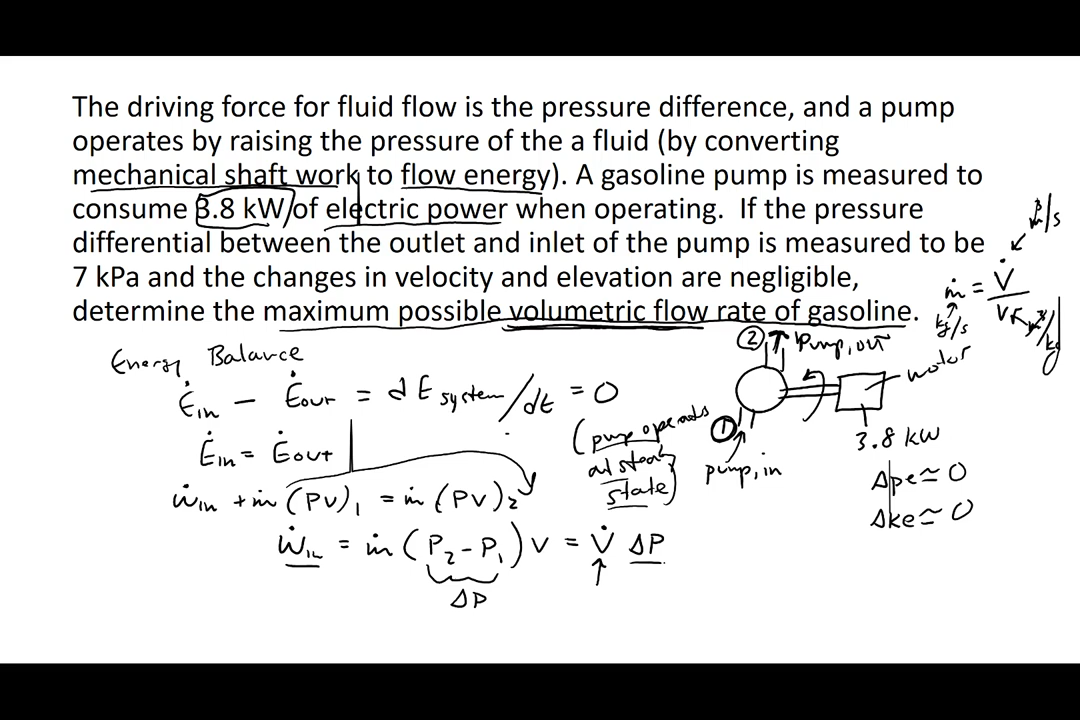 The driving force for fluid flow is the pressure difference, and a pump
operates by raising the pressure of the a fluid (by converting
mechanical shaft work to flow energy). A gasoline pump is measured to
consume 3.8 kW of electric power when operating. If the pressure
differential between the outlet and inlet of the pump is measured to be
7 kPa and the changes in velocity and elevation are negligible,
determine the maximum possible volumetric flow rate of gasoline.
ṁ = V̇ / v
kg/s
Energy Balance
Ėin - Ėout = dEsystem/dt = 0
(pump operates
at steady
state)
Ėin = Ėout
Ẇin + ṁ(Pv)₁ = ṁ(Pv)₂
Ẇin = ṁ(P₂-P₁)v = V̇ ΔP
ΔP
② pump, out
motor
①
pump, in
3.8 kW
Δpe ≃ 0
Δke ≃ 0